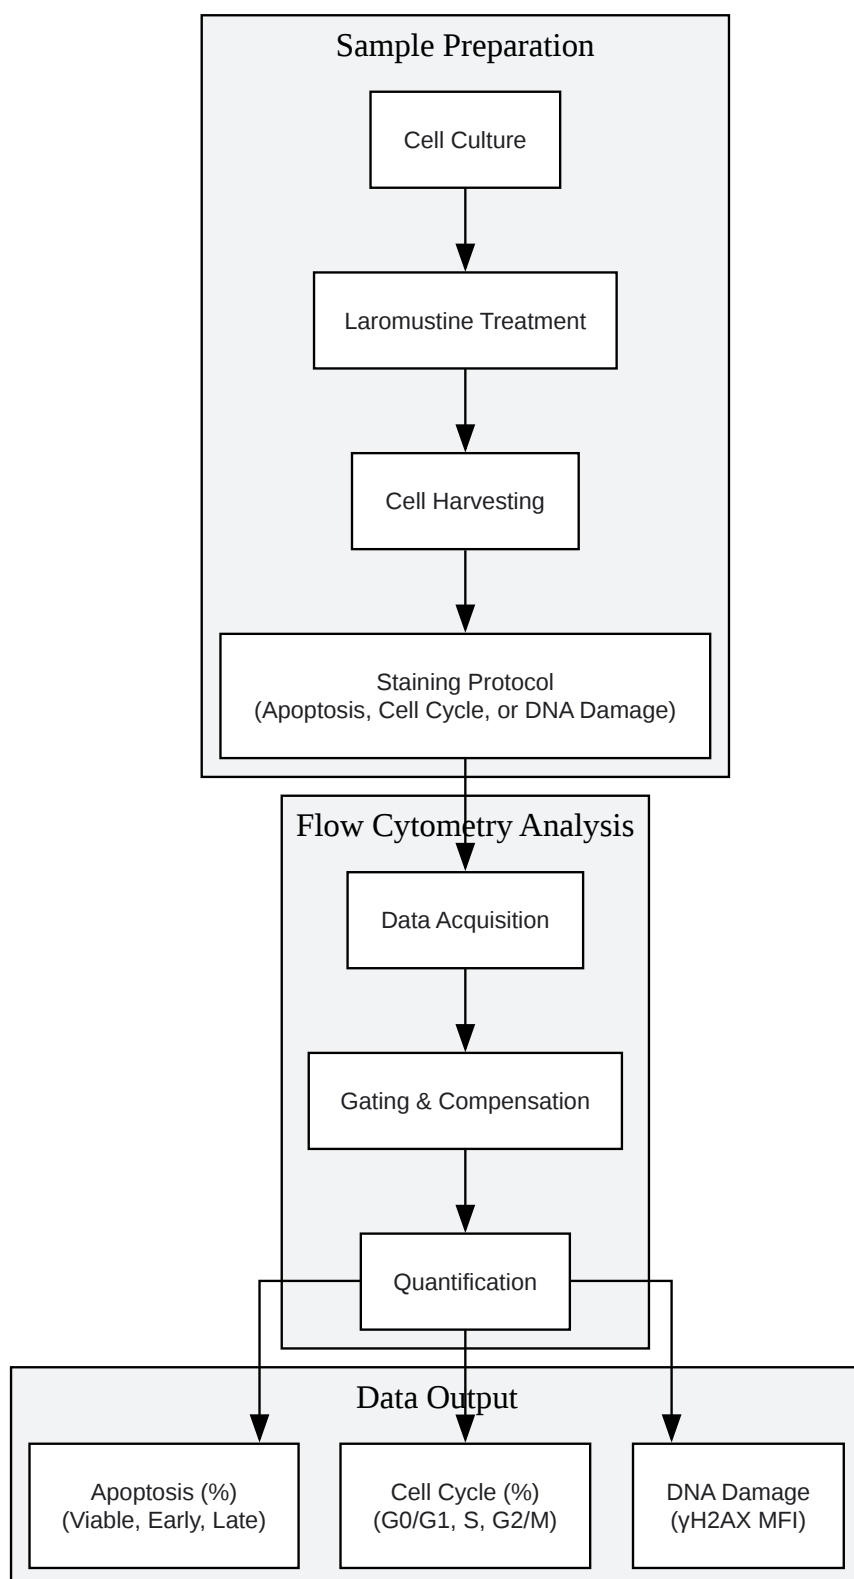 Sample Preparation
Cell Culture
Laromustine Treatment
Cell Harvesting
Staining Protocol
(Apoptosis, Cell Cycle, or DNA Damage)
Flow Cytometry Analysis
Data Acquisition
Gating & Compensation
Quantification
Data Output
Apoptosis (%)
(Viable, Early, Late)
Cell Cycle (%)
(G0/G1, S, G2/M)
DNA Damage
(γH2AX MFI)